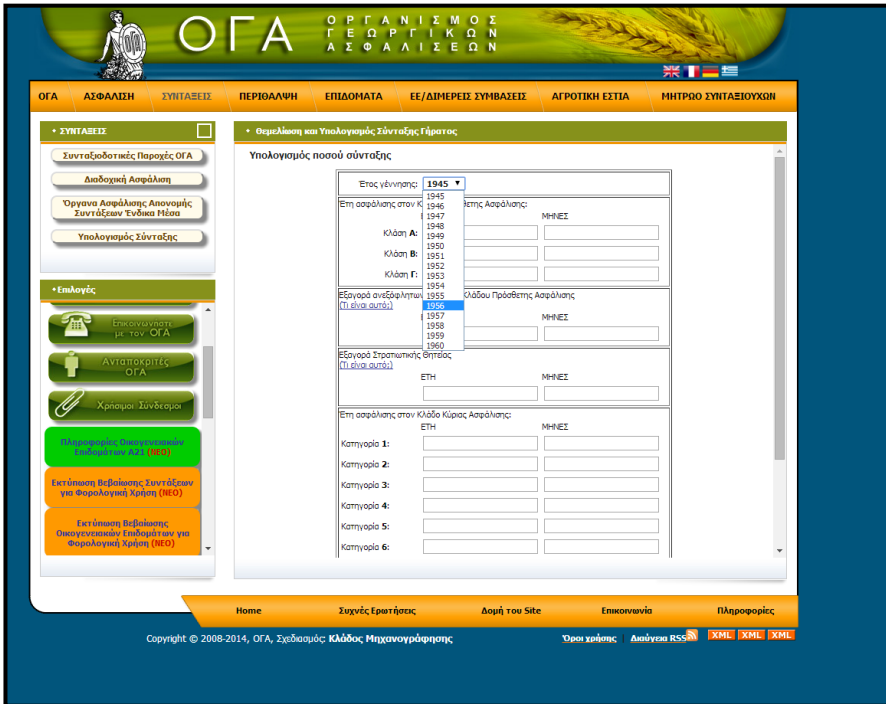 ΟΓΑ
ΟΡΓΑΝΙΣΜΟΣ
ΓΕΩΡΓΙΚΩΝ
ΑΣΦΑΛΙΣΕΩΝ
ΟΓΑ ΑΣΦΑΛΙΣΗ ΣΥΝΤΑΞΕΙΣ ΠΕΡΙΘΑΛΨΗ ΕΠΙΔΟΜΑΤΑ ΕΕ/ΔΙΜΕΡΕΙΣ ΣΥΜΒΑΣΕΙΣ ΑΓΡΟΤΙΚΗ ΕΣΤΙΑ ΜΗΤΡΩΟ ΣΥΝΤΑΞΙΟΥΧΩΝ
• ΣΥΝΤΑΞΕΙΣ
Συνταξιοδοτικές Παροχές ΟΓΑ
Διαδοχική Ασφάλιση
Όργανα Ασφάλισης Απονομής
Συντάξεων Ένδικα Μέσα
Υπολογισμός Σύνταξης
• Επιλογές
Επικοινωνήστε
με τον ΟΓΑ
Ανταποκριτές
ΟΓΑ
Χρήσιμοι Σύνδεσμοι
Πληροφορίες Οικογενειακών
Επιδομάτων Α21 (ΝΕΟ)
Εκτύπωση Βεβαίωσης Συντάξεων
για Φορολογική Χρήση (ΝΕΟ)
Εκτύπωση Βεβαίωσης
Οικογενειακών Επιδομάτων για
Φορολογική Χρήση (ΝΕΟ)
• Θεμελίωση και Υπολογισμός Σύνταξης Γήρατος
Υπολογισμός ποσού σύνταξης
Έτος γέννησης: 1945
1945
1946
1947
1948
1949
1950
1951
1952
1953
1954
1955
1956
1957
1958
1959
1960
Έτη ασφάλισης στον Κ θετης Ασφάλισης:
ΜΗΝΕΣ
Κλάση Α:
Κλάση Β:
Κλάση Γ:
Εξαγορά ανεξόφλητων Κλάδου Πρόσθετης Ασφάλισης
(Τι είναι αυτό;)
ΜΗΝΕΣ
Εξαγορά Στρατιωτικής Θητείας
(Τι είναι αυτό;)
ΕΤΗ ΜΗΝΕΣ
Έτη ασφάλισης στον Κλάδο Κύριας Ασφάλισης:
ΕΤΗ ΜΗΝΕΣ
Κατηγορία 1:
Κατηγορία 2:
Κατηγορία 3:
Κατηγορία 4:
Κατηγορία 5:
Κατηγορία 6:
Home Συχνές Ερωτήσεις Δομή του Site Επικοινωνία Πληροφορίες
Copyright © 2008-2014, ΟΓΑ, Σχεδιασμός: Κλάδος Μηχανογράφησης Όροι χρήσης | Διαύγεια RSS XML XML XML